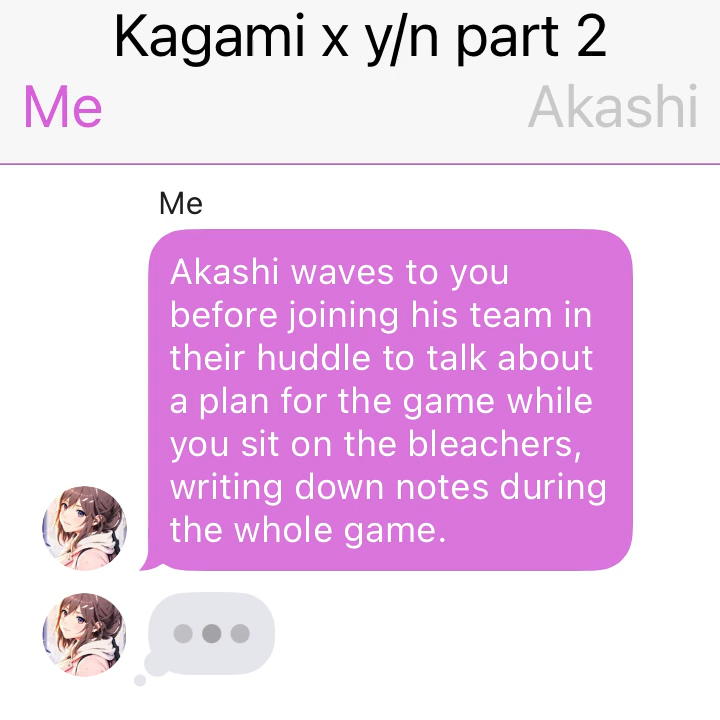 Kagami x y/n part 2
Me Akashi
Me
Akashi waves to you
before joining his team in
their huddle to talk about
a plan for the game while
you sit on the bleachers,
writing down notes during
the whole game.